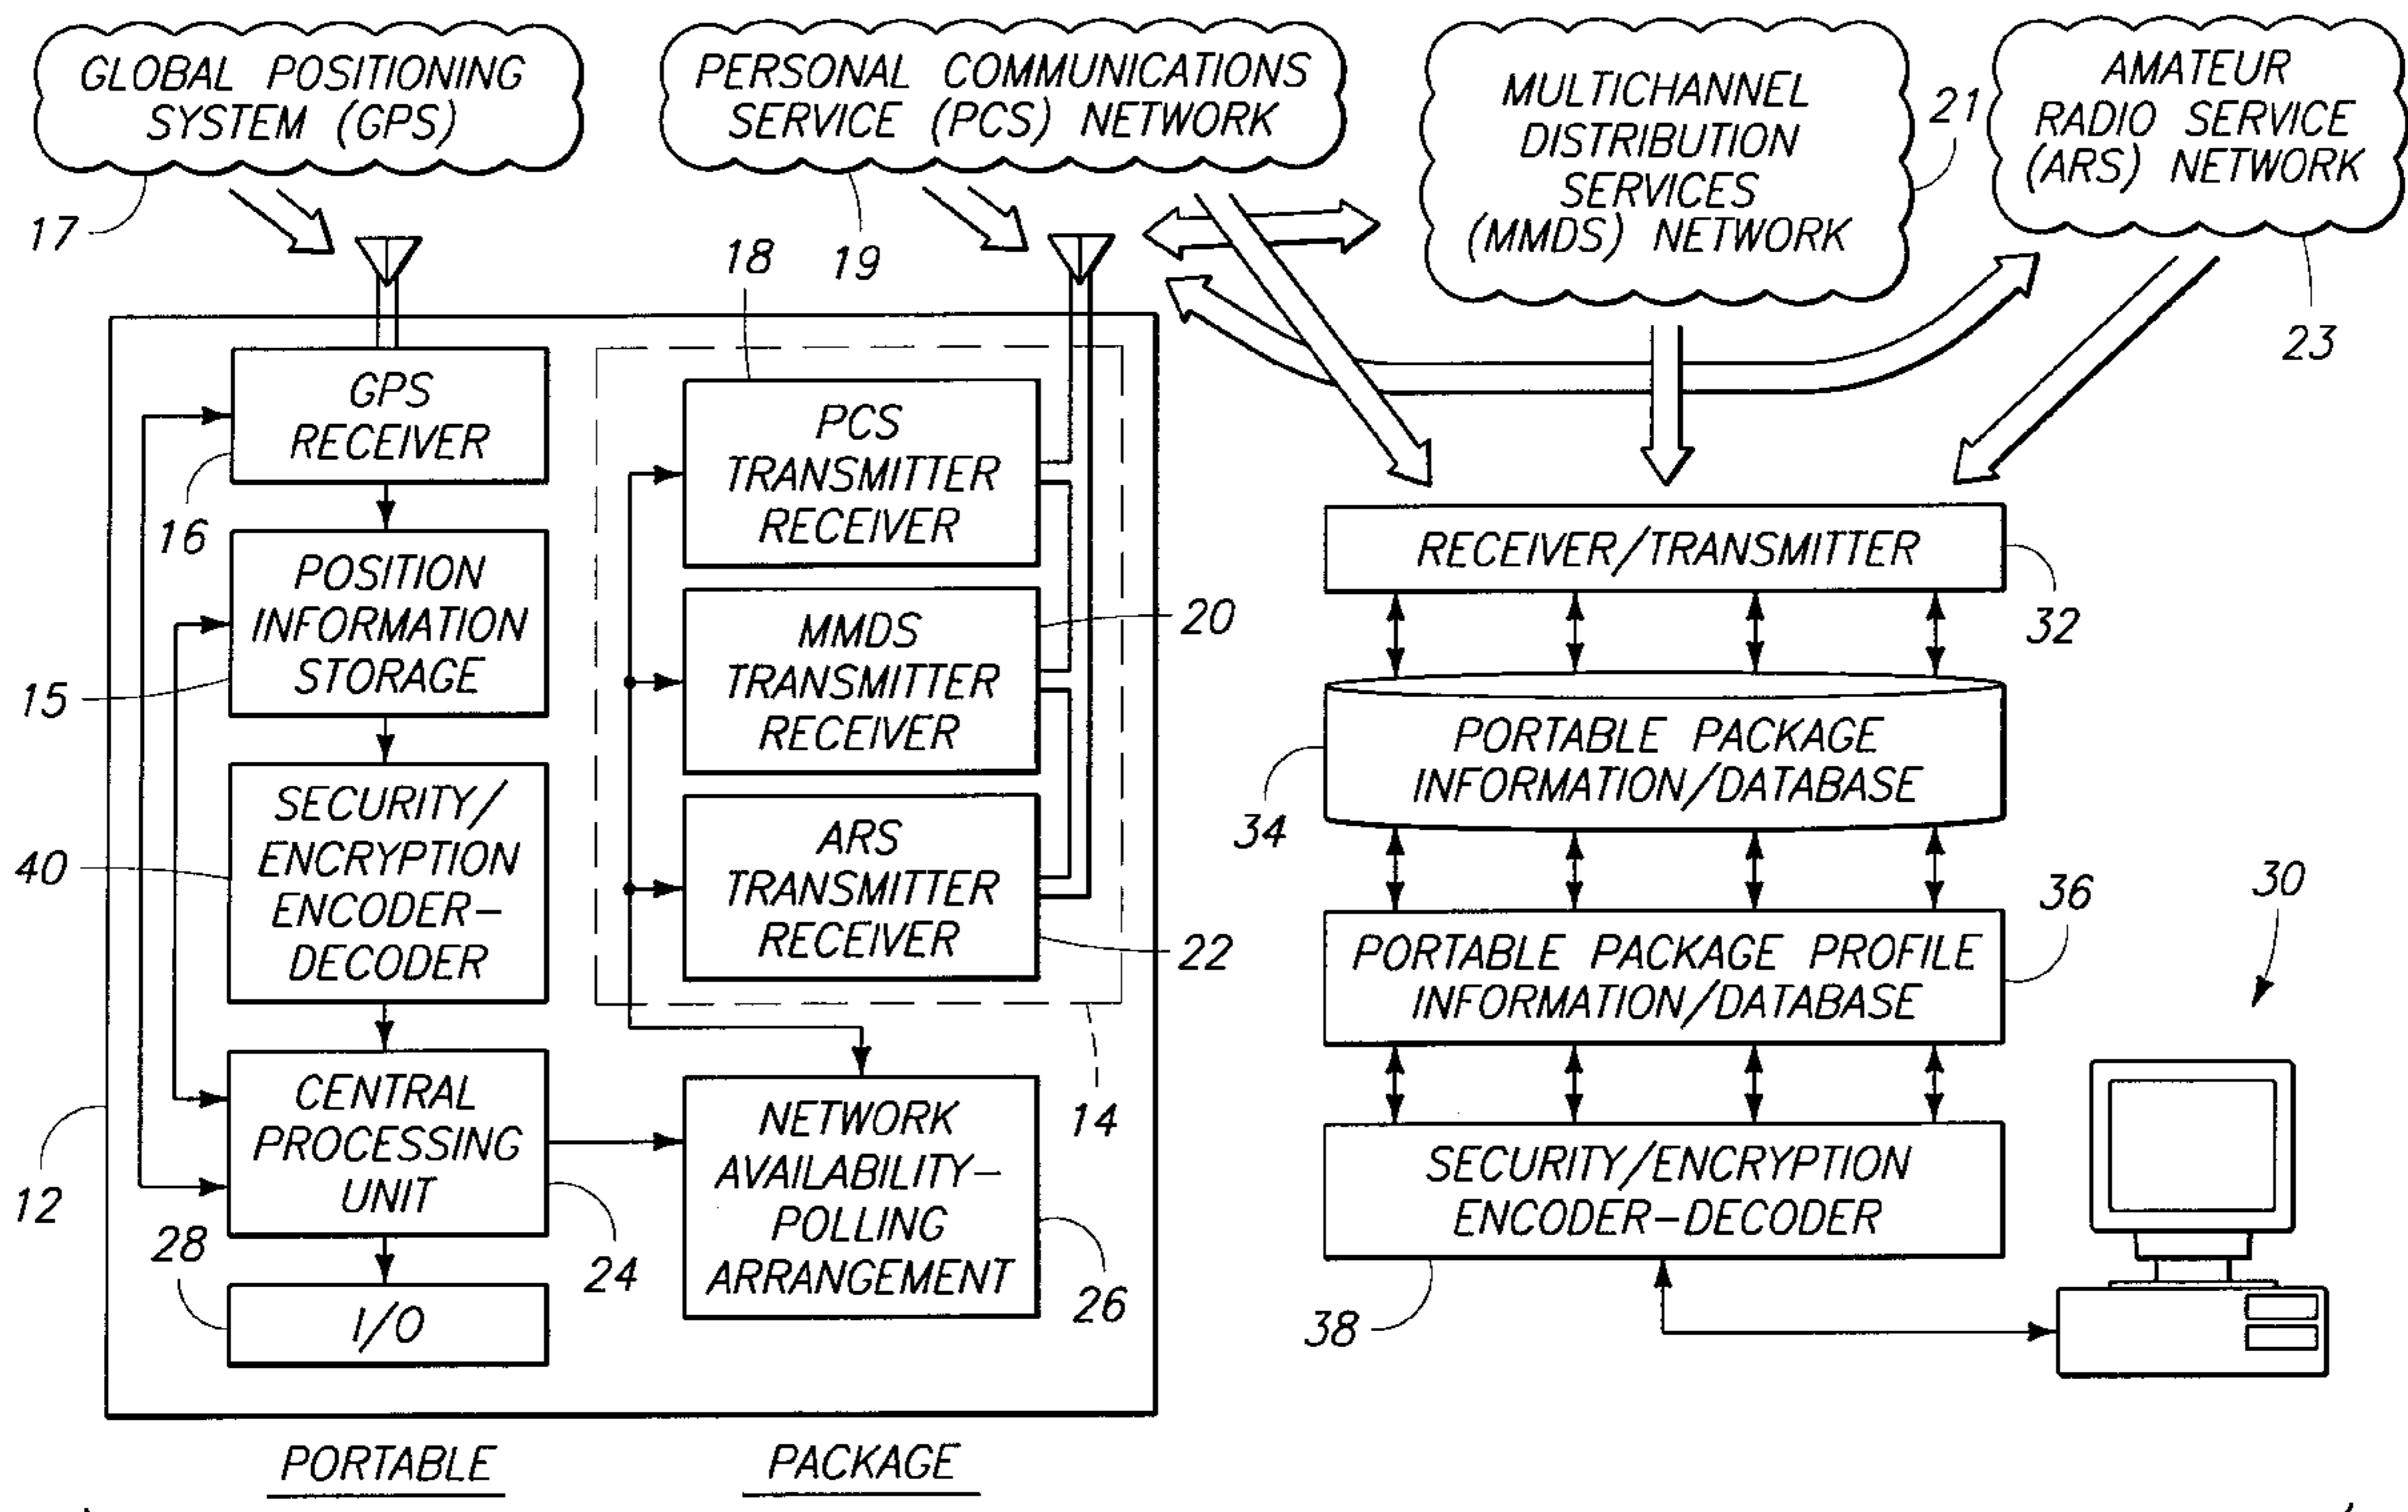 GLOBAL POSITIONING
SYSTEM (GPS)
17
PERSONAL COMMUNICATIONS
SERVICE (PCS) NETWORK
19
MULTICHANNEL
DISTRIBUTION
SERVICES
(MMDS) NETWORK
21
AMATEUR
RADIO SERVICE
(ARS) NETWORK
23
GPS
RECEIVER
16
POSITION
INFORMATION
STORAGE
15
SECURITY/
ENCRYPTION
ENCODER-
DECODER
40
CENTRAL
PROCESSING
UNIT
24
12
28
I/O
18
PCS
TRANSMITTER
RECEIVER
MMDS
TRANSMITTER
RECEIVER
20
ARS
TRANSMITTER
RECEIVER
22
14
NETWORK
AVAILABILITY-
POLLING
ARRANGEMENT
26
RECEIVER/TRANSMITTER
32
PORTABLE PACKAGE
INFORMATION/DATABASE
34
PORTABLE PACKAGE PROFILE
INFORMATION/DATABASE
36
30
SECURITY/ENCRYPTION
ENCODER-DECODER
38
PORTABLE PACKAGE